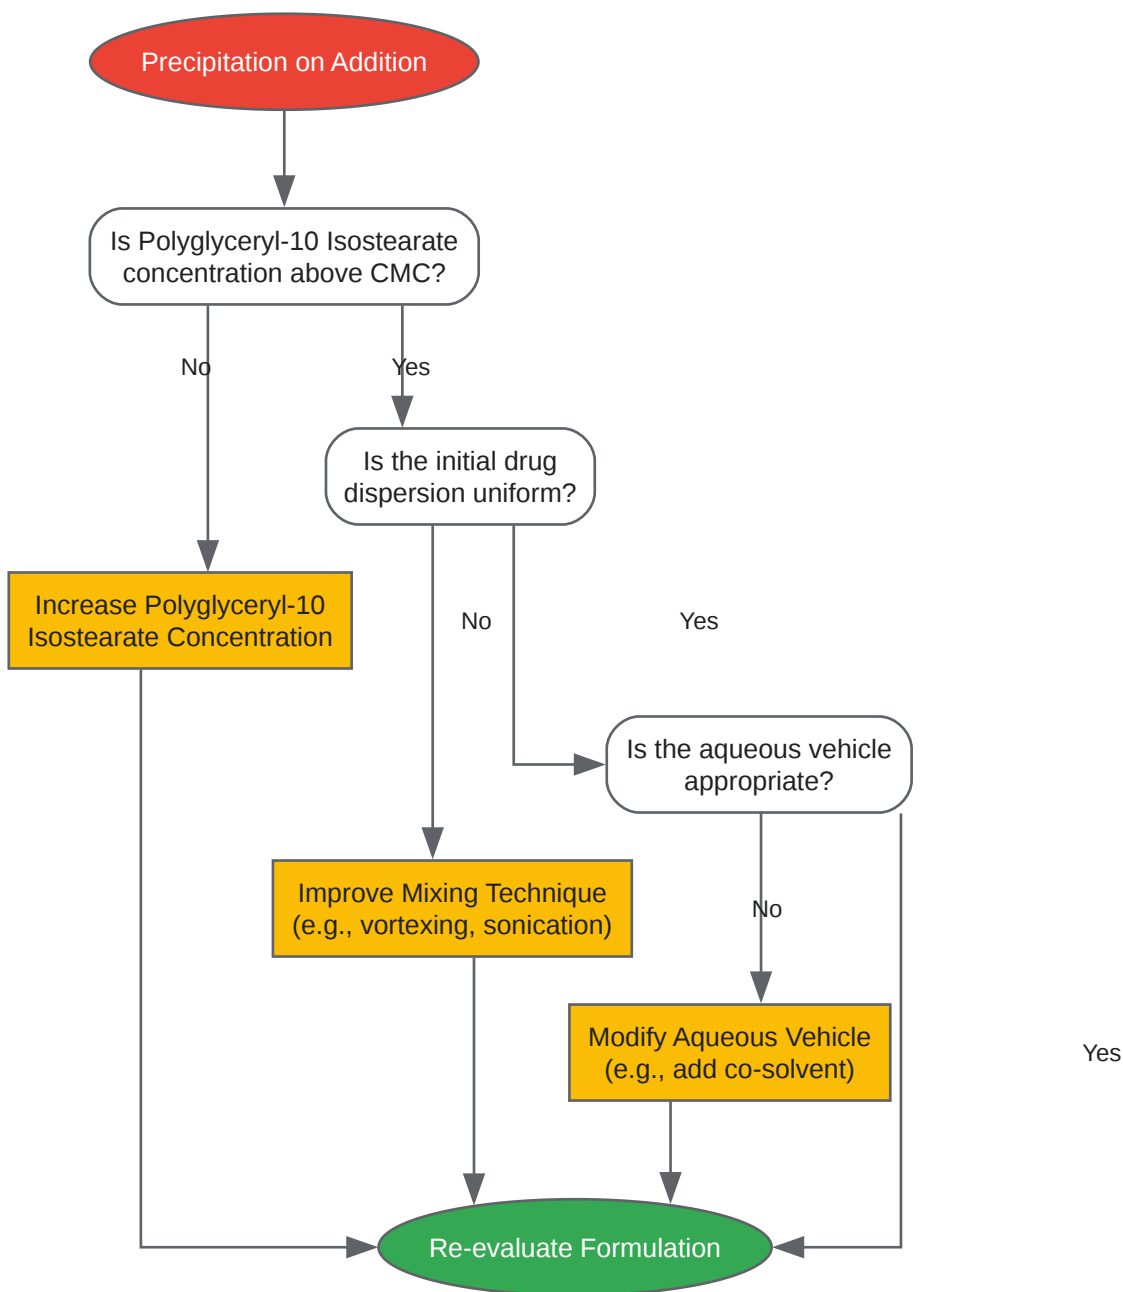 Precipitation on Addition
Is Polyglyceryl-10 Isostearate
concentration above CMC?
No
Yes
Is the initial drug
dispersion uniform?
Increase Polyglyceryl-10
Isostearate Concentration
No
Yes
Is the aqueous vehicle
appropriate?
Improve Mixing Technique
(e.g., vortexing, sonication)
No
Modify Aqueous Vehicle
(e.g., add co-solvent)
Yes
Re-evaluate Formulation